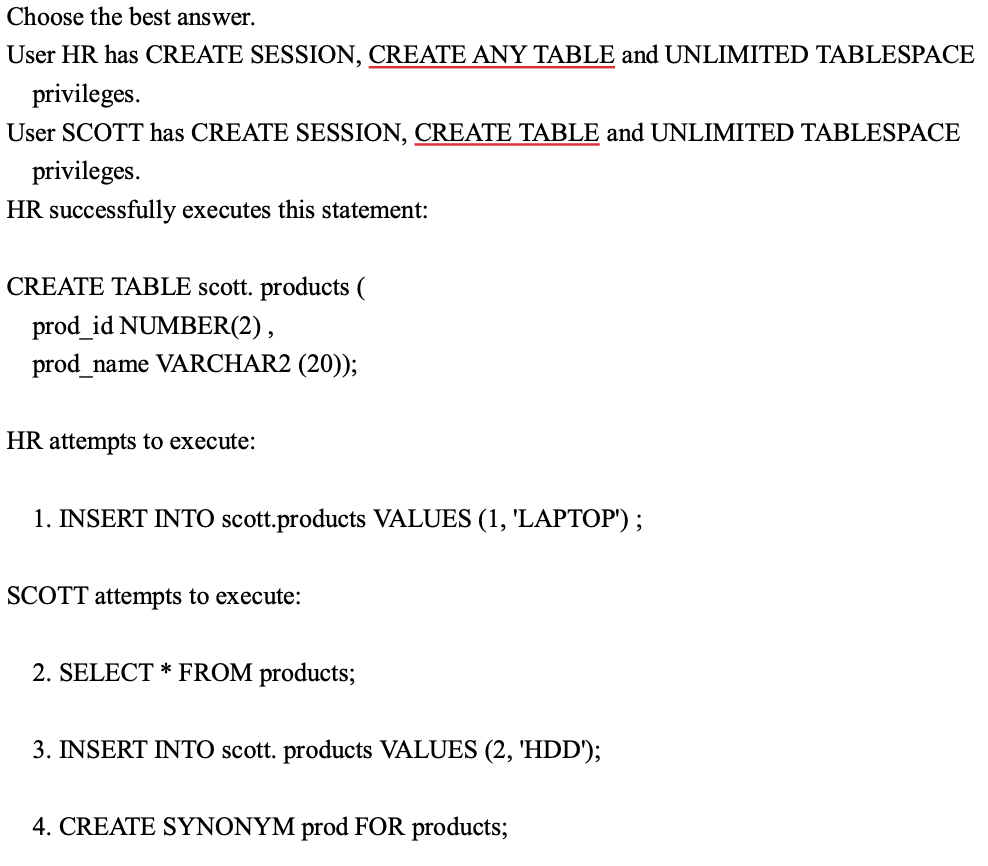 Choose the best answer.
User HR has CREATE SESSION, CREATE ANY TABLE and UNLIMITED TABLESPACE
privileges.
User SCOTT has CREATE SESSION, CREATE TABLE and UNLIMITED TABLESPACE
privileges.
HR successfully executes this statement:
CREATE TABLE scott. products (
prod_id NUMBER(2) ,
prod_name VARCHAR2 (20));
HR attempts to execute:
1. INSERT INTO scott.products VALUES (1, 'LAPTOP') ;
SCOTT attempts to execute:
2. SELECT * FROM products;
3. INSERT INTO scott. products VALUES (2, 'HDD');
4. CREATE SYNONYM prod FOR products;